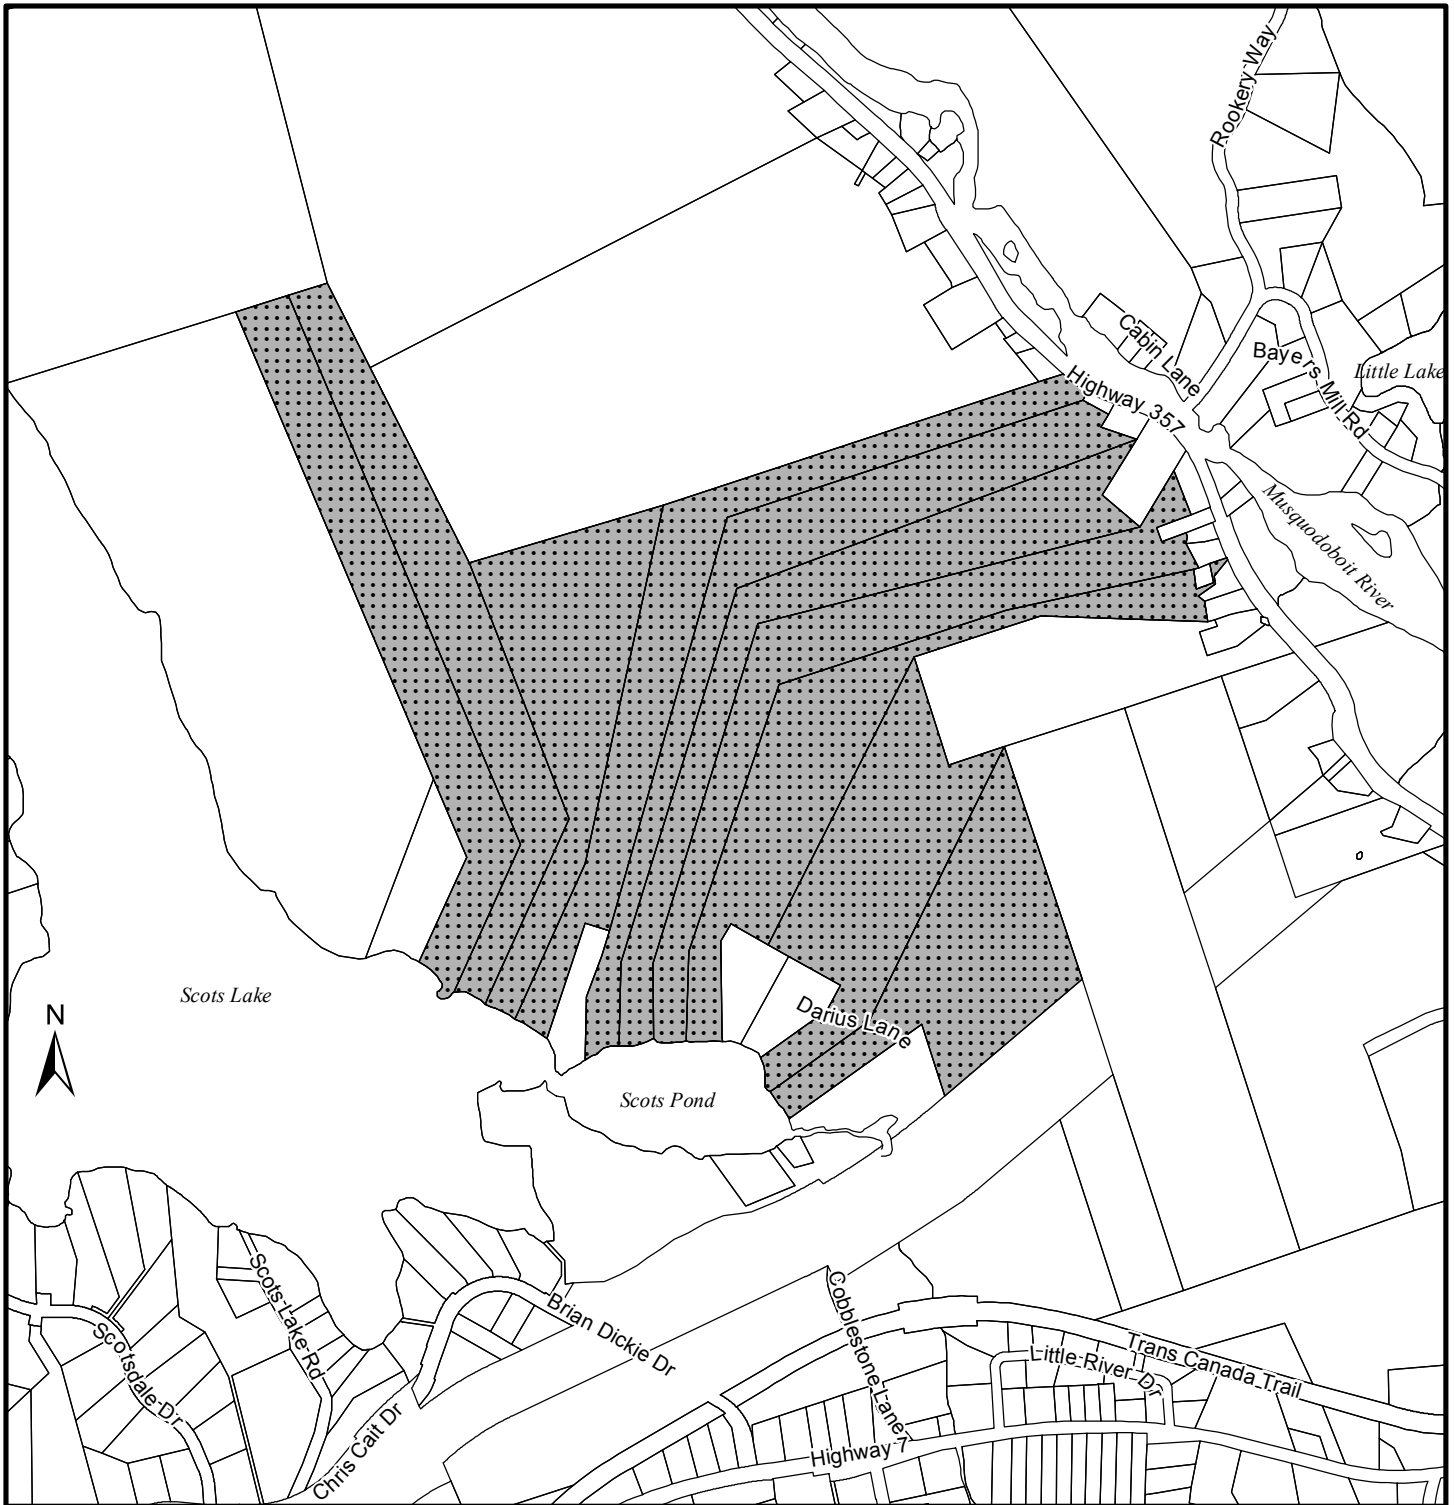 Rookery Way
Cabin Lane
Bayers Mill Rd
Little Lake
Highway 357
Musquodoboit River
Scots Lake
N
Darius Lane
Scots Pond
Scots Lake Rd
Brian Dickie Dr
Cobblestone Lane
Scotsdale Dr
Trans Canada Trail
Little River Dr
Chris Cait Dr
Highway 7